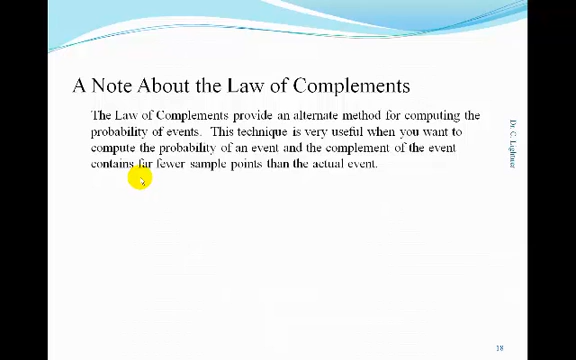 A Note About the Law of Complements
The Law of Complements provide an alternate method for computing the
probability of events. This technique is very useful when you want to
compute the probability of an event and the complement of the event
contains far fewer sample points than the actual event.
Dr. C. Lightner
18